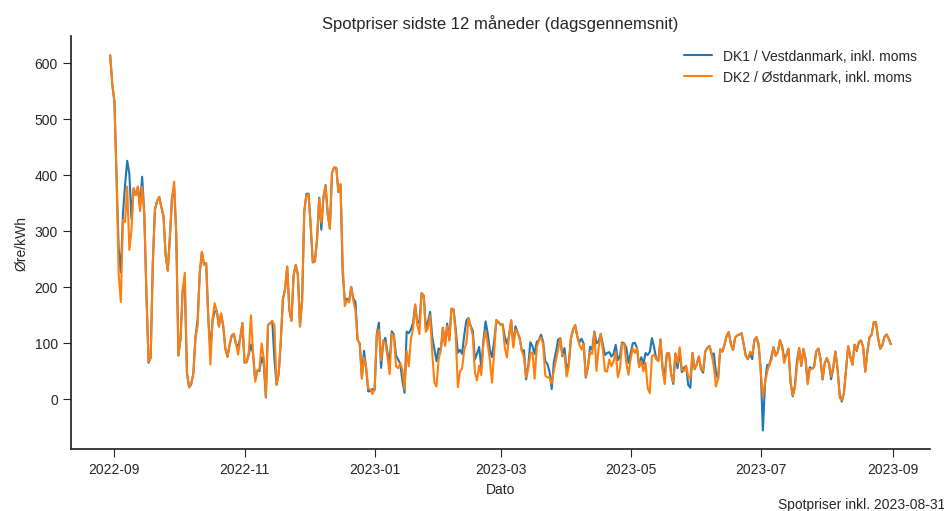 Spotpriser sidste 12 måneder (dagsgennemsnit)
DK1 / Vestdanmark, inkl. moms
DK2 / Østdanmark, inkl. moms
Øre/kWh
600
500
400
300
200
100
0
2022-09 2022-11 2023-01 2023-03 2023-05 2023-07 2023-09
Dato
Spotpriser inkl. 2023-08-31